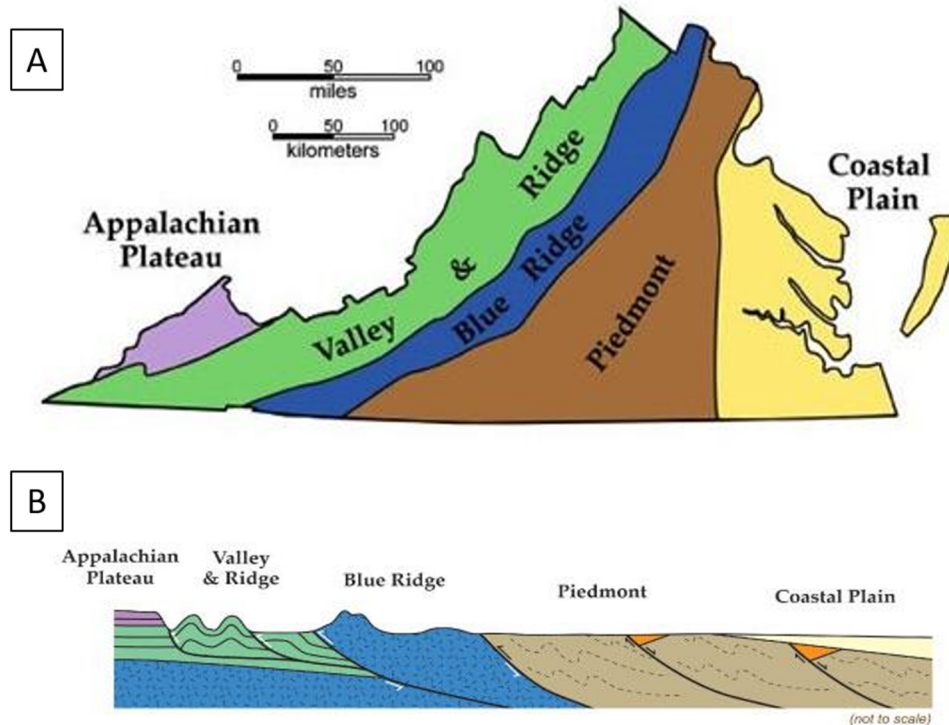 A
0 50 100
miles
0 50 100
kilometers
Appalachian
Plateau
Valley & Ridge
Blue Ridge
Piedmont
Coastal
Plain
B
Appalachian
Plateau
Valley
& Ridge
Blue Ridge
Piedmont
Coastal Plain
(not to scale)